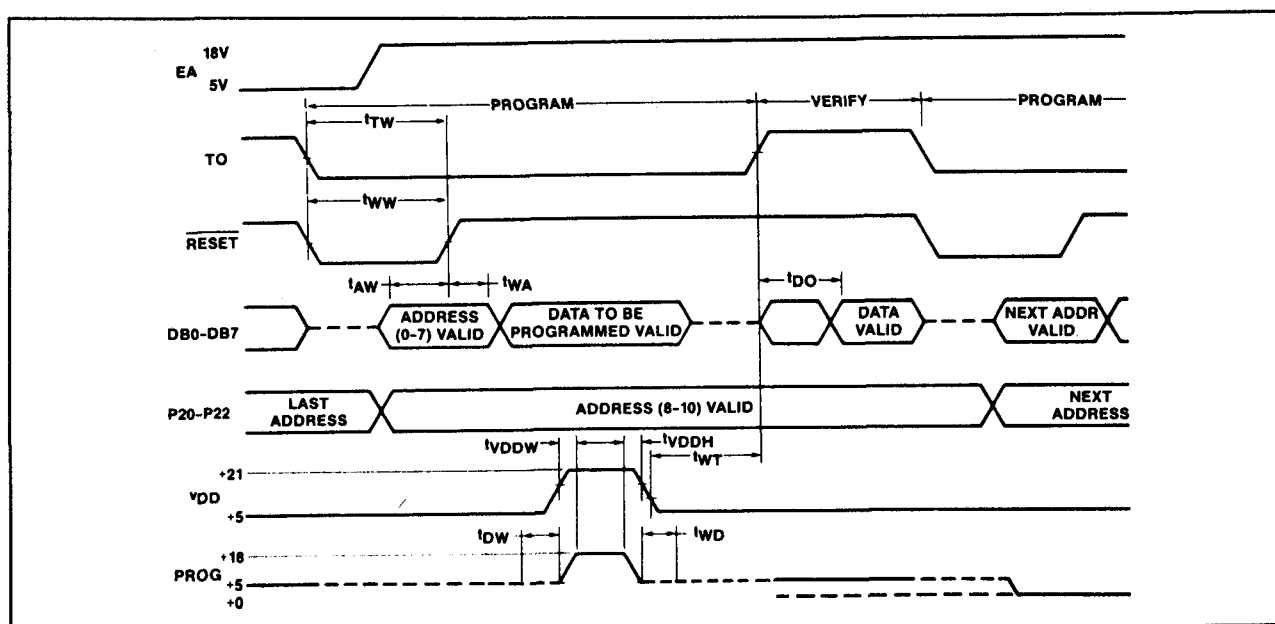 18V
EA
5V
PROGRAM
VERIFY
PROGRAM
tTW
TO
tWW
RESET
tAW
tWA
tDO
DB0-DB7
ADDRESS
(0-7) VALID
DATA TO BE
PROGRAMMED VALID
DATA
VALID
NEXT ADDR
VALID
P20-P22
LAST
ADDRESS
ADDRESS (8-10) VALID
NEXT
ADDRESS
tVDDW
tVDDH
tWT
+21
VDD
+5
tDW
tWD
+18
PROG
+5
+0